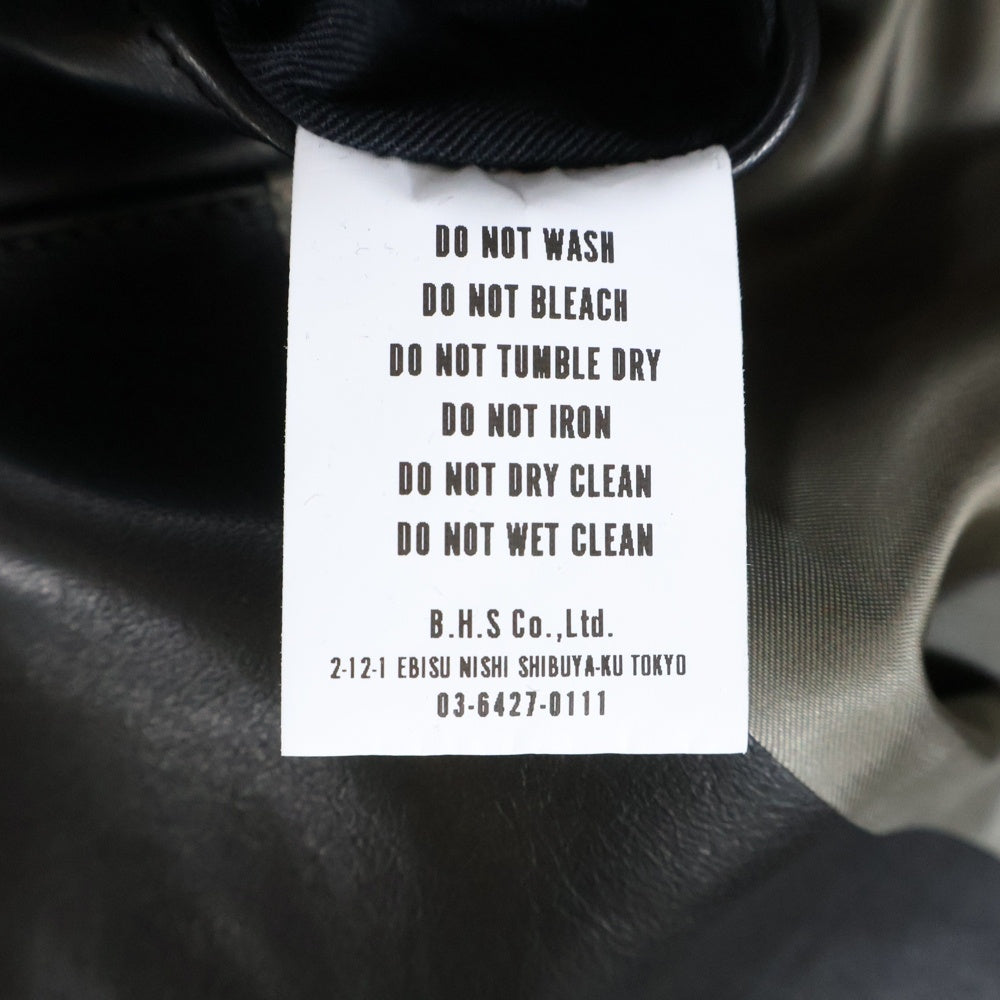 DO NOT WASH
DO NOT BLEACH
DO NOT TUMBLE DRY
DO NOT IRON
DO NOT DRY CLEAN
DO NOT WET CLEAN
B.H.S Co.,Ltd.
2-12-1 EBISU NISHI SHIBUYA-KU TOKYO
03-6427-0111